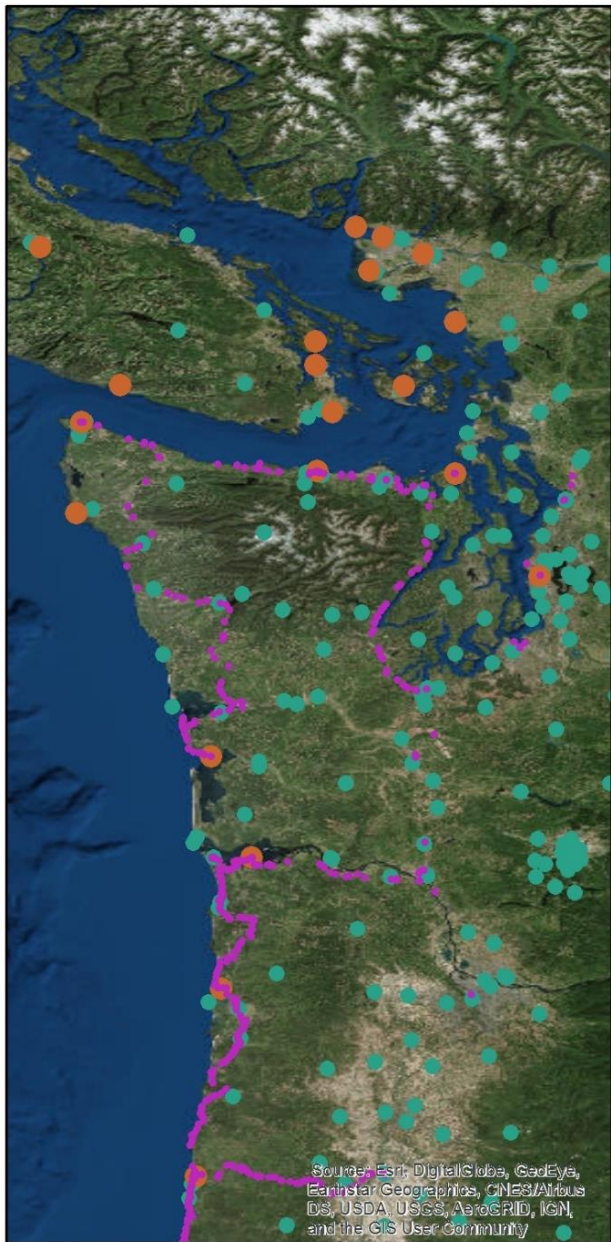 Source: Esri, DigitalGlobe, GeoEye,
Earthstar Geographics, CNES/Airbus
DS, USDA, USGS, AeroGRID, IGN,
and the GIS User Community